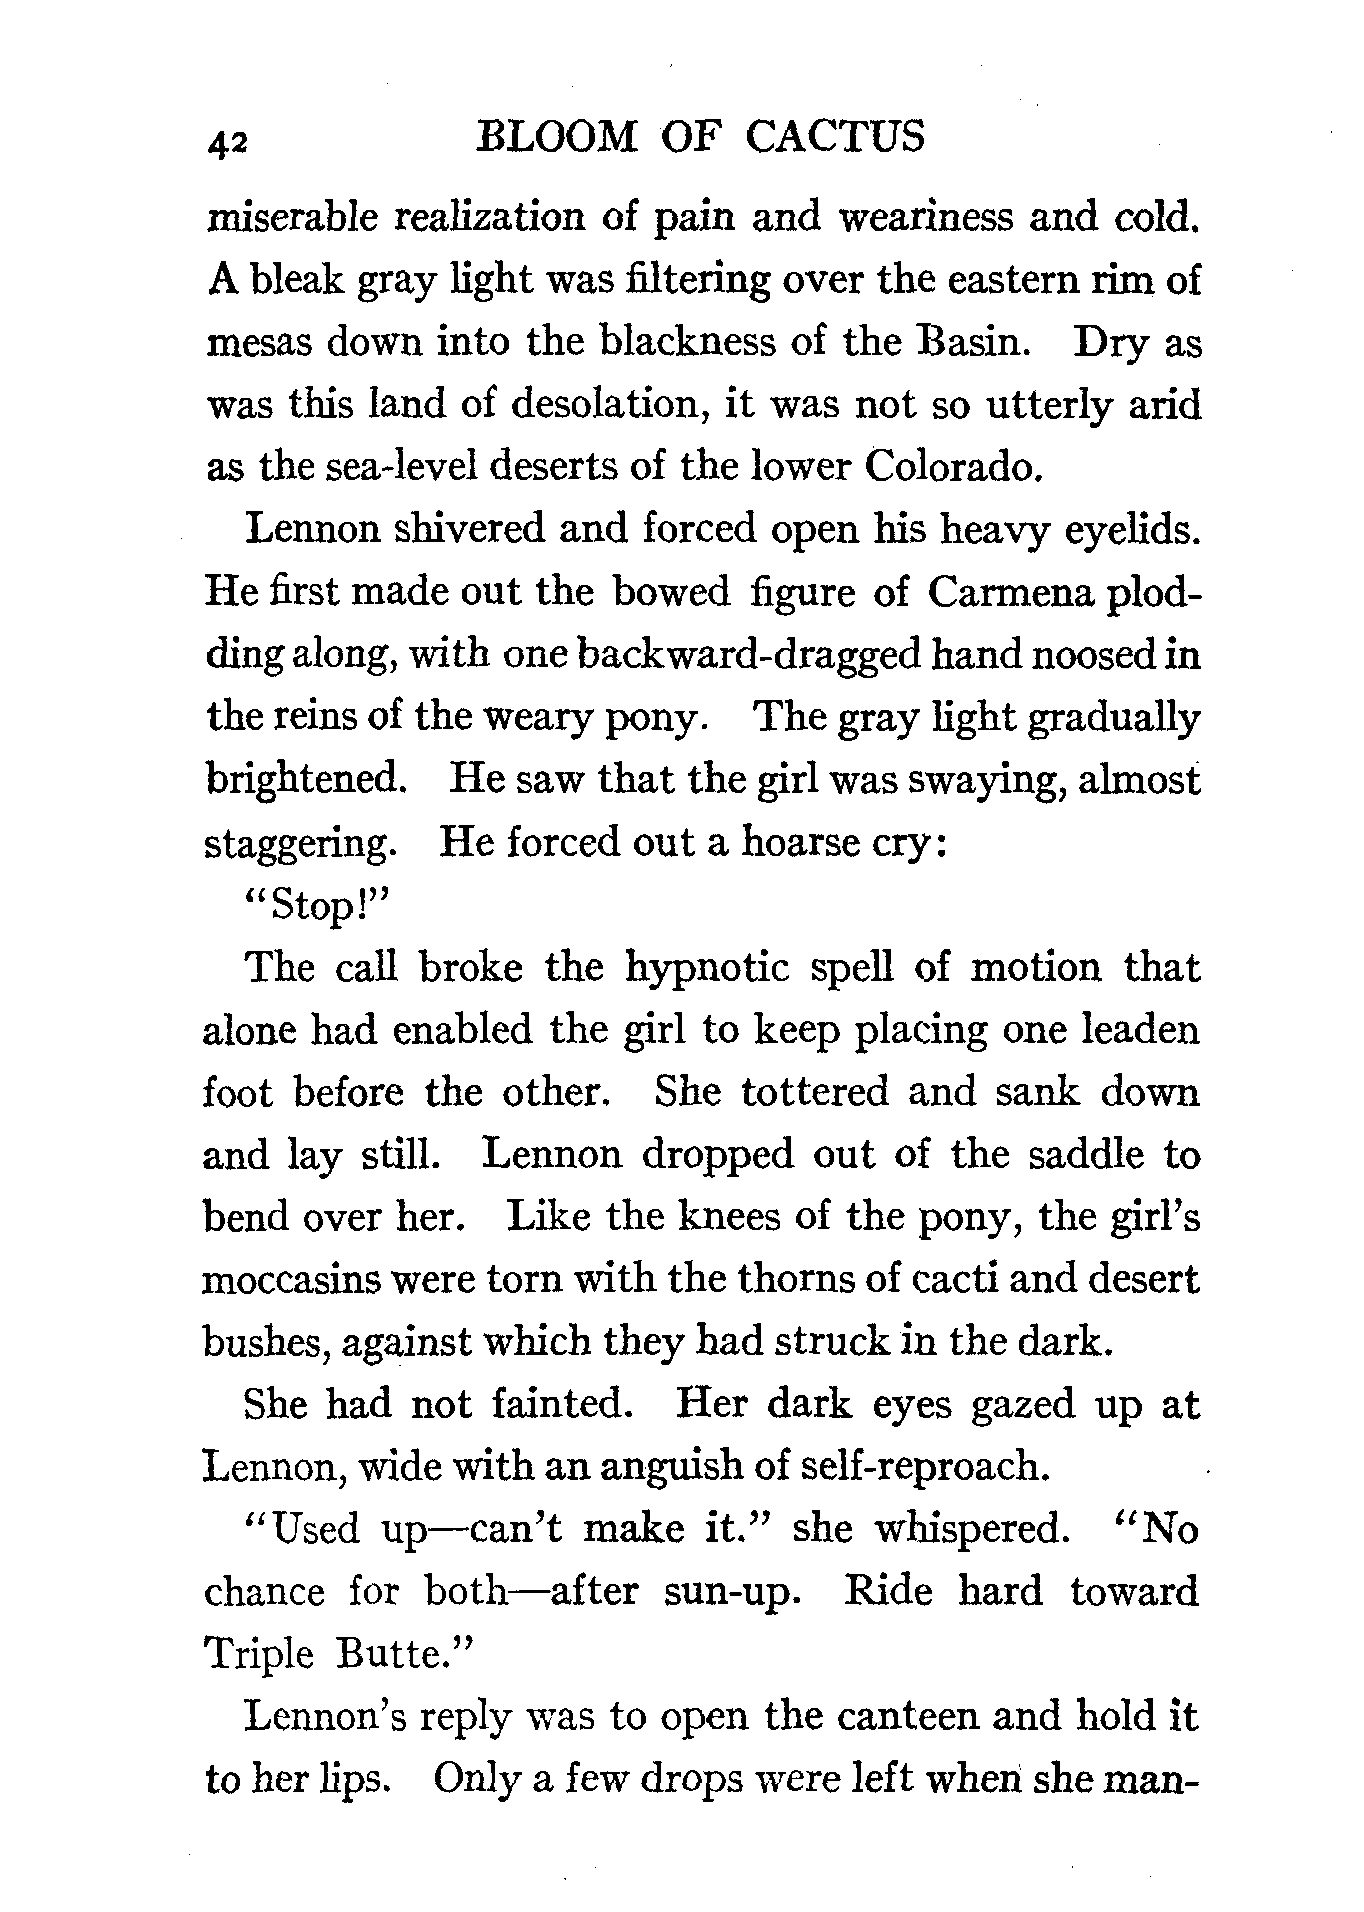 42 BLOOM OF CACTUS
miserable realization of pain and weariness and cold.
A bleak gray light was filtering over the eastern rim of
mesas down into the blackness of the Basin. Dry as
was this land of desolation, it was not so utterly arid
as the sea-level deserts of the lower Colorado.
Lennon shivered and forced open his heavy eyelids.
He first made out the bowed figure of Carmena plod-
ding along, with one backward-dragged hand noosed in
the reins of the weary pony. The gray light gradually
brightened. He saw that the girl was swaying, almost
staggering. He forced out a hoarse cry:
"Stop!"
The call broke the hypnotic spell of motion that
alone had enabled the girl to keep placing one leaden
foot before the other. She tottered and sank down
and lay still. Lennon dropped out of the saddle to
bend over her. Like the knees of the pony, the girl's
moccasins were torn with the thorns of cacti and desert
bushes, against which they had struck in the dark.
She had not fainted. Her dark eyes gazed up at
Lennon, wide with an anguish of self-reproach.
"Used up—can't make it." she whispered. "No
chance for both—after sun-up. Ride hard toward
Triple Butte."
Lennon's reply was to open the canteen and hold it
to her lips. Only a few drops were left when she man-